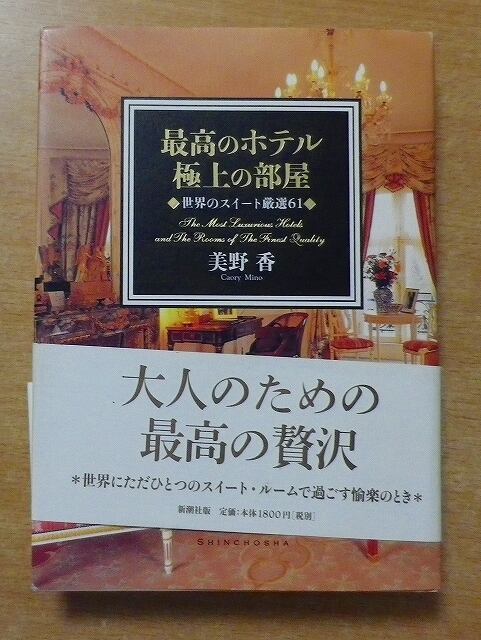 最高のホテル
極上の部屋
世界のスイート厳選61
The Most Luxurious Hotels
and The Rooms of The Finest Quality
美野 香
Caory Mino
大人のための
最高の贅沢
*世界にただひとつのスイート・ルームで過ごす愉楽のとき*
新潮社版 定価:本体1800円[税別]
SHINCHOSHA